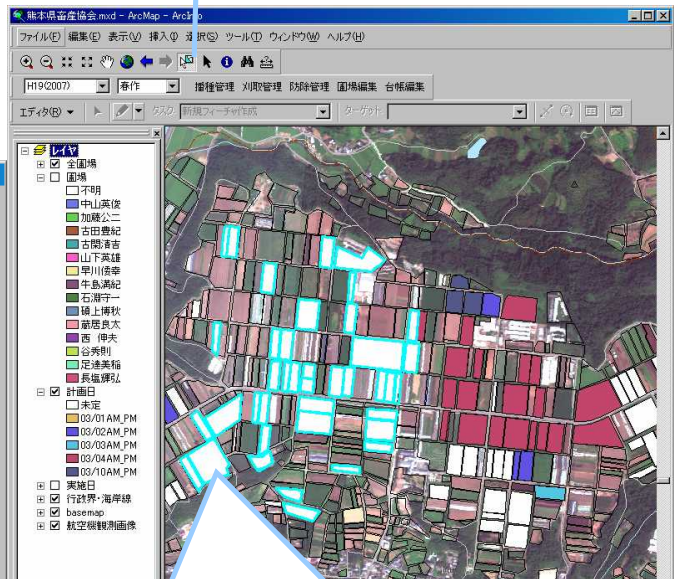 熊本県畜産協会.mxd - ArcMap - ArcInfo
ファイル(F) 編集(E) 表示(V) 挿入(I) 選択(S) ツール(T) ウィンドウ(W) ヘルプ(H)
H19(2007) 春作 播種管理 刈取管理 防除管理 圃場編集 台帳編集
エディタ(R) タスク: 新規フィーチャ作成 ターゲット:
レイヤ
全圃場
圃場
不明
中山英俊
加藤公二
古田豊紀
古閑清吉
山下英雄
早川倭幸
牛島満紀
石淵守一
碩上博秋
菊居良太
西 伸夫
谷秀則
足達美稲
長塩輝弘
計画日
未定
03/01AM_PM
03/02AM_PM
03/03AM_PM
03/04AM_PM
03/10AM_PM
実施日
行政界・海岸線
basemap
航空機観測画像